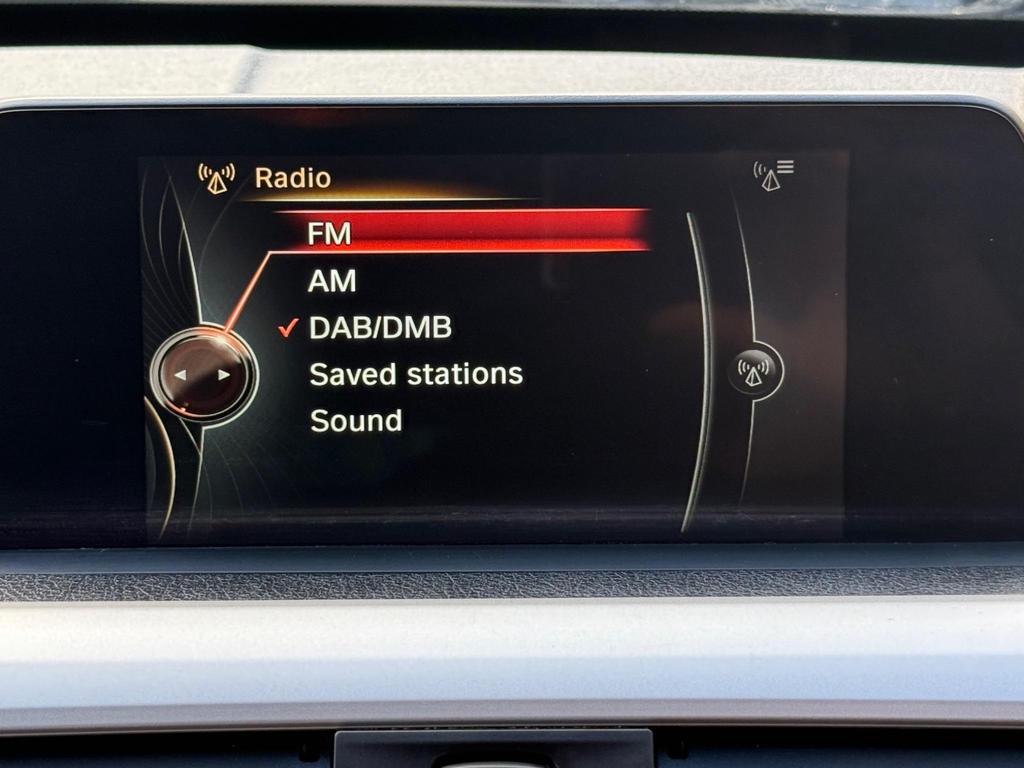 Radio
FM
AM
DAB/DMB
Saved stations
Sound